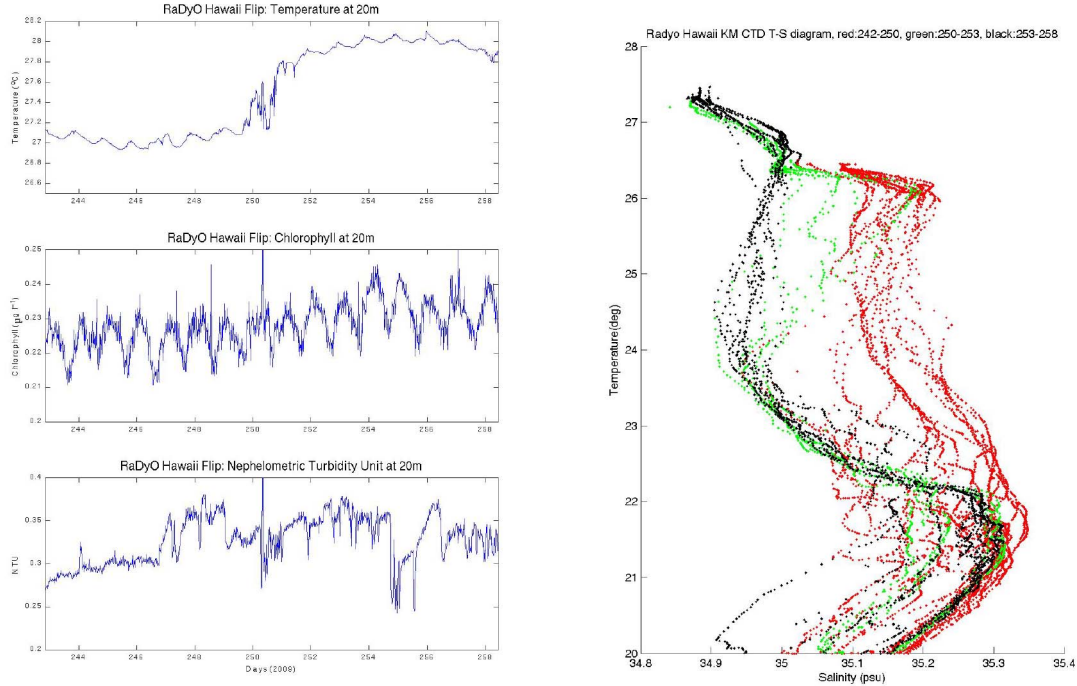 RaDyO Hawaii Flip: Temperature at 20m
28.2
28
27.8
27.6
27.4
27.2
27
26.8
26.6
Temperature (ºC)
244 246 248 250 252 254 256 258
RaDyO Hawaii Flip: Chlorophyll at 20m
0.25
0.24
0.23
0.22
0.21
0.2
Chlorophyll (µg l⁻¹)
244 246 248 250 252 254 256 258
RaDyO Hawaii Flip: Nephelometric Turbidity Unit at 20m
0.4
0.35
0.3
0.25
0.2
NTU
244 246 248 250 252 254 256 258
Days (2009)
Radyo Hawaii KM CTD T-S diagram, red:242-250, green:250-253, black:253-258
28
27
26
25
24
23
22
21
20
Temperature(deg)
34.8 34.9 35 35.1 35.2 35.3 35.4
Salinity (psu)